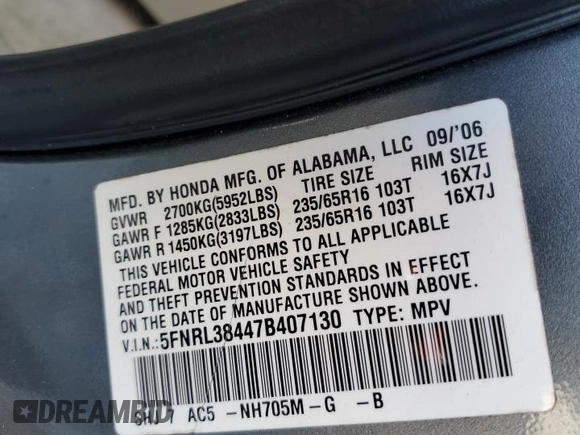 MFD. BY HONDA MFG. OF ALABAMA, LLC 09/'06
GVWR 2700KG(5952LBS) TIRE SIZE RIM SIZE
GAWR F 1285KG(2833LBS) 235/65R16 103T 16X7J
GAWR R 1450KG(3197LBS) 235/65R16 103T 16X7J
THIS VEHICLE CONFORMS TO ALL APPLICABLE
FEDERAL MOTOR VEHICLE SAFETY
AND THEFT PREVENTION STANDARDS IN EFFECT
ON THE DATE OF MANUFACTURE SHOWN ABOVE.
V.I.N.:5FNRL38447B407130 TYPE: MPV
AC5 -NH705M-G -B
DREAMBID
.COM